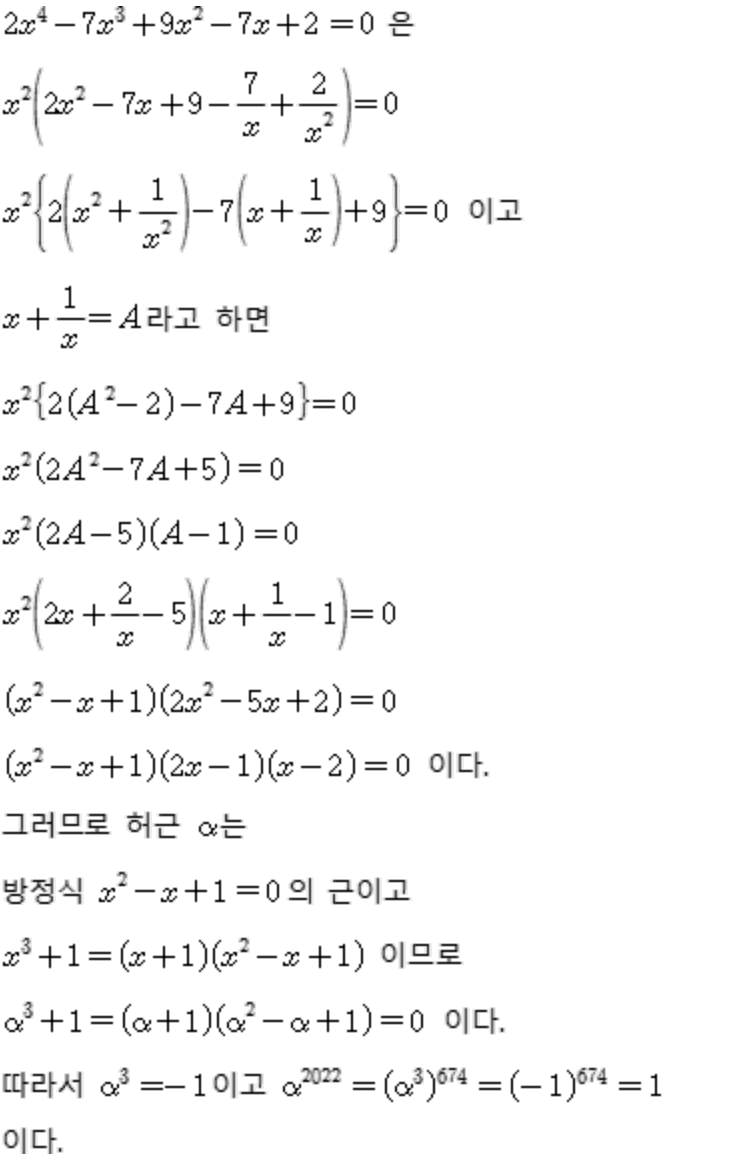 2x⁴−7x³+9x²−7x+2=0 은
x²(2x²−7x+9−7/x+2/x²)=0
x²{2(x²+1/x²)−7(x+1/x)+9}=0 이고
x+1/x=A라고 하면
x²{2(A²−2)−7A+9}=0
x²(2A²−7A+5)=0
x²(2A−5)(A−1)=0
x²(2x+2/x−5)(x+1/x−1)=0
(x²−x+1)(2x²−5x+2)=0
(x²−x+1)(2x−1)(x−2)=0 이다.
그러므로 허근 α는
방정식 x²−x+1=0의 근이고
x³+1=(x+1)(x²−x+1) 이므로
α³+1=(α+1)(α²−α+1)=0 이다.
따라서 α³=−1이고 α²⁰²²=(α³)⁶⁷⁴=(−1)⁶⁷⁴=1
이다.